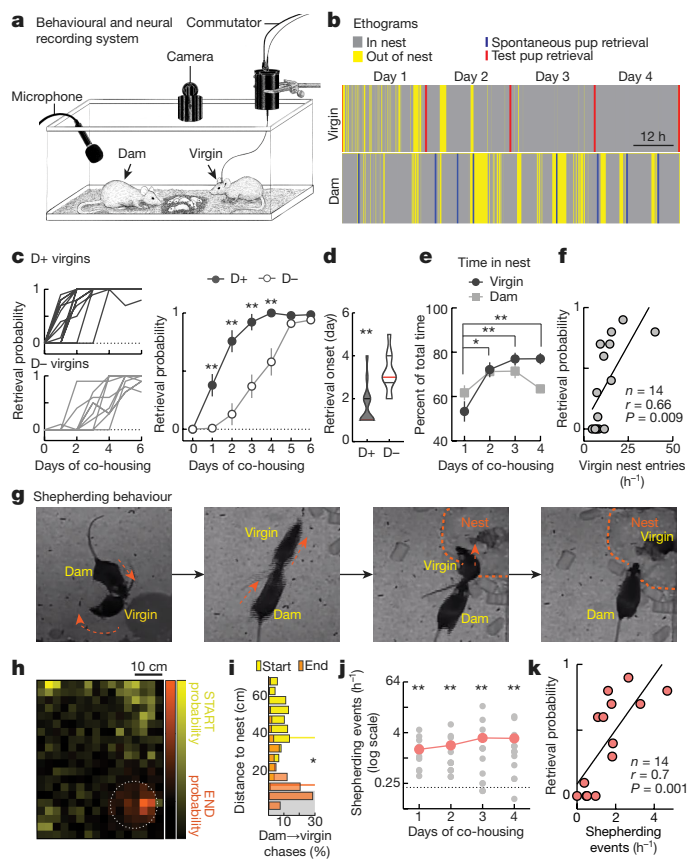 a
Behavioural and neural
recording system
Commutator
Camera
Microphone
Dam
Virgin
b
Ethograms
In nest
Out of nest
Spontaneous pup retrieval
Test pup retrieval
Day 1
Day 2
Day 3
Day 4
Virgin
Dam
12 h
c
D+ virgins
D– virgins
Retrieval probability
Retrieval probability
1
0
1
0
0 2 4 6
Days of co-housing
D+
D–
Retrieval probability
1
0
**
**
**
**
0 1 2 3 4 5 6
Days of co-housing
d
Retrieval onset (day)
6
4
2
0
**
D+ D–
e
Time in nest
Virgin
Dam
Percent of total time
100
80
60
40
**
**
*
1 2 3 4
Days of co-housing
f
Retrieval probability
1
0
n = 14
r = 0.66
P = 0.009
0 20 40
Virgin nest entries
(h⁻¹)
g
Shepherding behaviour
Dam
Virgin
Virgin
Dam
Nest
Virgin
Dam
Nest
Virgin
Dam
h
10 cm
START
probability
END
probability
i
Start
End
Distance to nest (cm)
60
40
20
*
10 30
Dam→virgin
chases (%)
j
Shepherding events (h⁻¹)
(log scale)
64
4
0.25
** ** ** **
1 2 3 4
Days of co-housing
k
Retrieval probability
1
0
n = 14
r = 0.7
P = 0.001
0 2 4
Shepherding
events (h⁻¹)